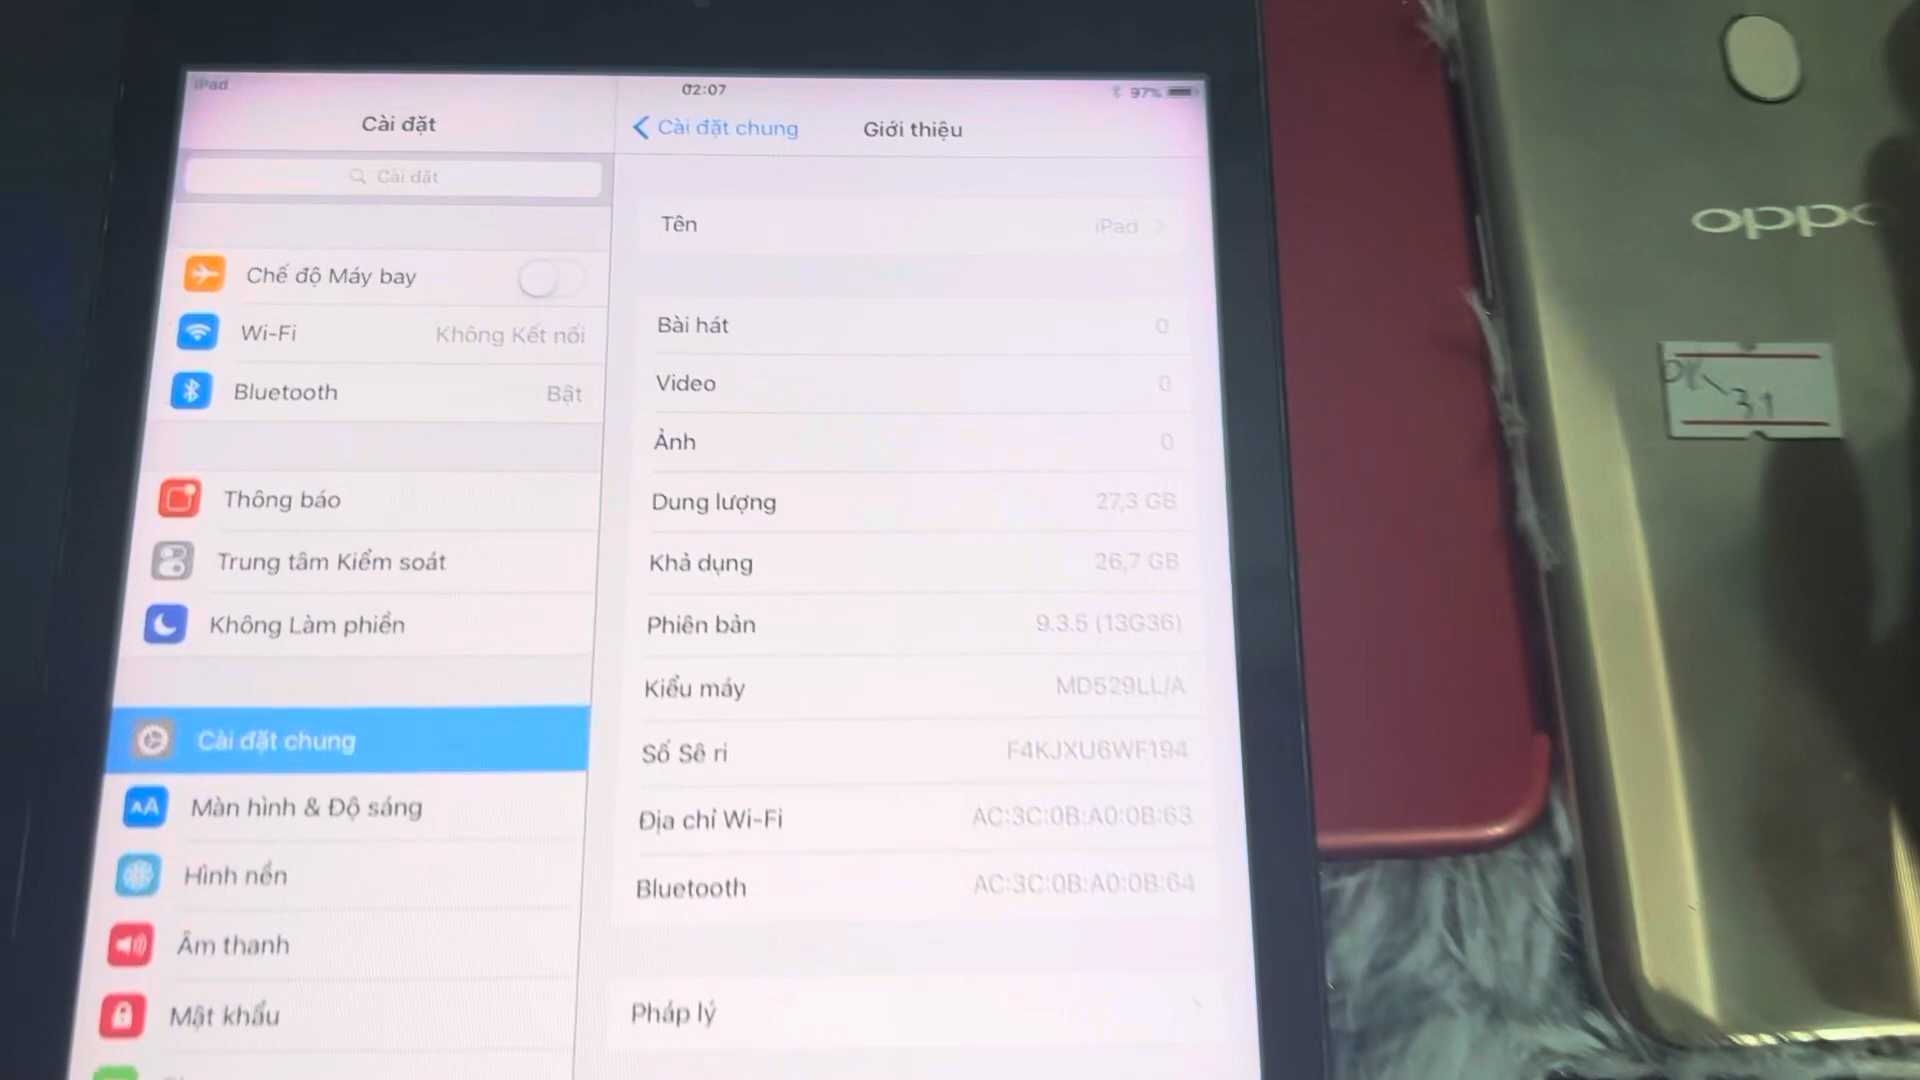 iPad
02:07
97%
Cài đặt
Cài đặt chung
Giới thiệu
Cài đặt
Chế độ Máy bay
Wi-Fi
Không Kết nối
Bluetooth
Bật
Thông báo
Trung tâm Kiểm soát
Không Làm phiền
Cài đặt chung
Màn hình & Độ sáng
Hình nền
Âm thanh
Mật khẩu
Tên
iPad
Bài hát
0
Video
0
Ảnh
0
Dung lượng
27,3 GB
Khả dụng
26,7 GB
Phiên bản
9.3.5 (13G36)
Kiểu máy
MD529LL/A
Số Sê ri
F4KJXU6WF194
Địa chỉ Wi-Fi
AC:3C:0B:A0:0B:63
Bluetooth
AC:3C:0B:A0:0B:64
Pháp lý
oppo
31